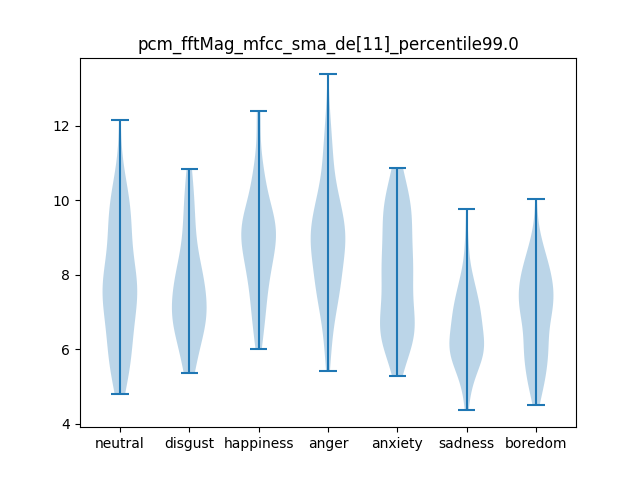 pcm_fftMag_mfcc_sma_de[11]_percentile99.0
12
10
8
6
4
neutral disgust happiness anger anxiety sadness boredom